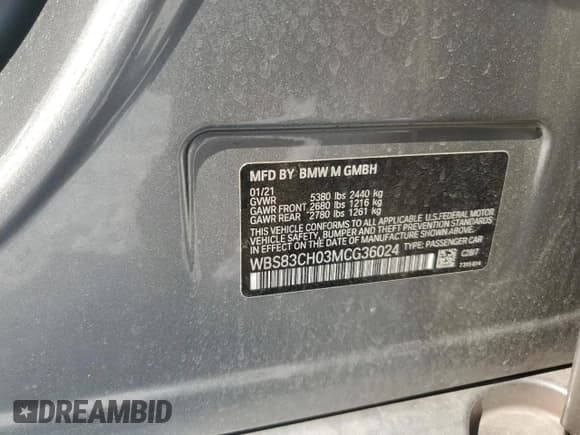 MFD BY BMW M GMBH
01/21
GVWR 5380 lbs 2440 kg
GAWR FRONT 2680 lbs 1216 kg
GAWR REAR 2780 lbs 1261 kg
THIS VEHICLE CONFORMS TO ALL APPLICABLE U.S.FEDERAL MOTOR
VEHICLE SAFETY, BUMPER, AND THEFT PREVENTION STANDARDS
IN EFFECT ON THE DATE OF MANUFACTURE SHOWN ABOVE.
WBS83CH03MCG36024 TYPE: PASSENGER CAR
DREAMBID